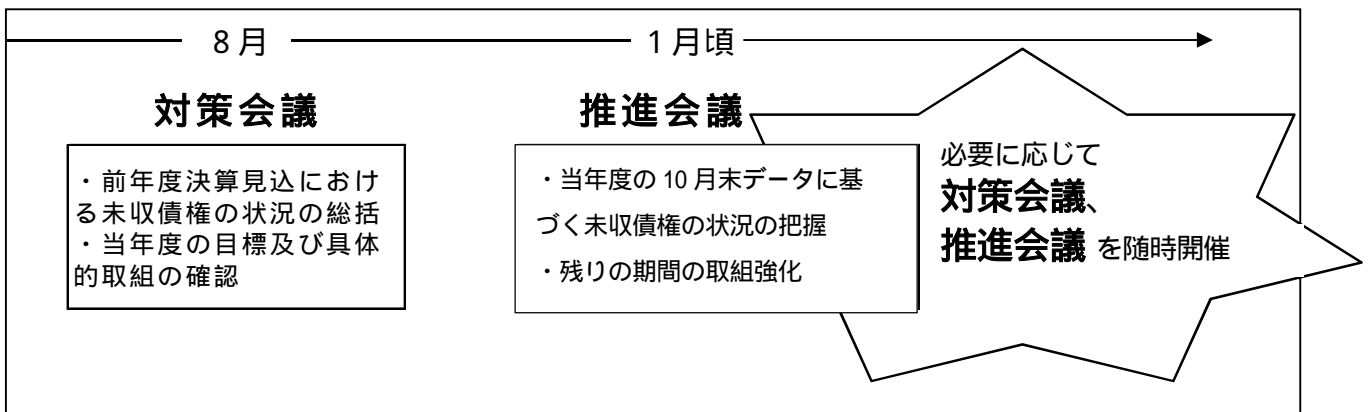 8月
1月頃
対策会議
・前年度決算見込におけ
る未収債権の状況の総括
・当年度の目標及び具体
的取組の確認
推進会議
・当年度の 10 月末データに基
づく未収債権の状況の把握
・残りの期間の取組強化
必要に応じて
対策会議、
推進会議 を随時開催